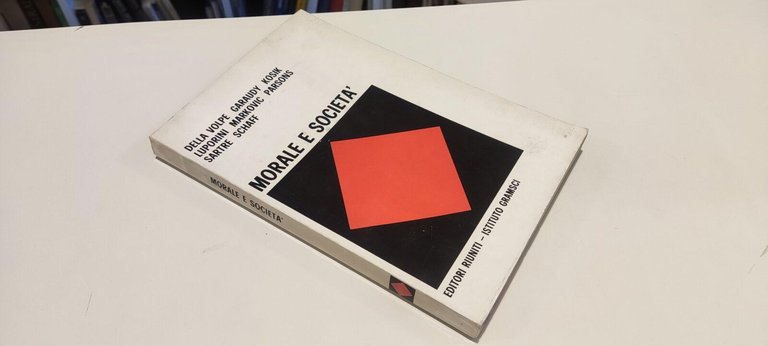 DELLA VOLPE GARAUDY KOSIK
LUPORINI MARKOVIC PARSONS
SARTRE SCHAFF
MORALE E SOCIETA'
EDITORI RIUNITI - ISTITUTO GRAMSCI
MORALE E SOCIETA'